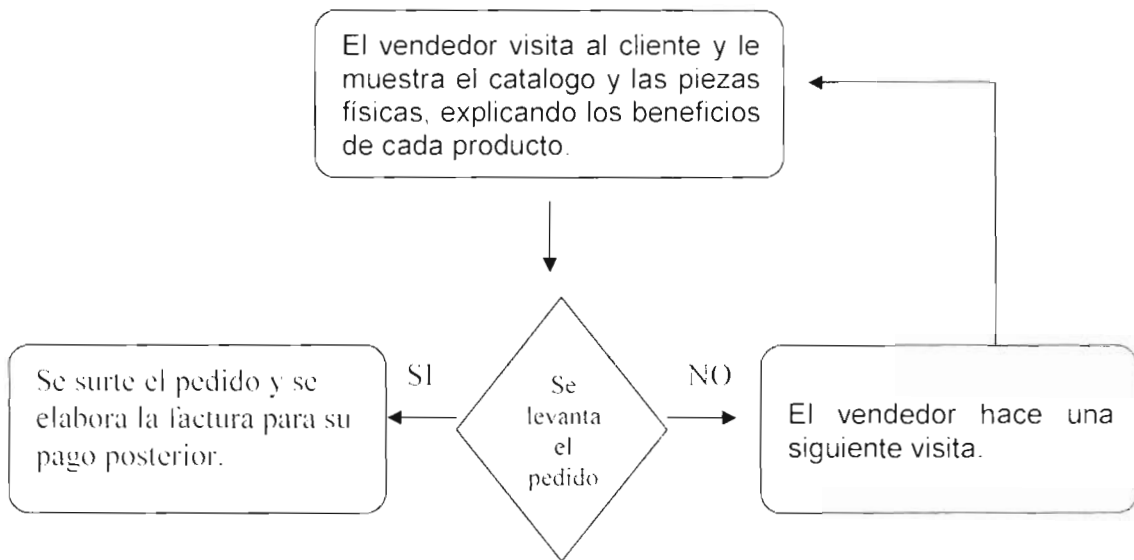 El vendedor visita al cliente y le
muestra el catalogo y las piezas
físicas, explicando los beneficios
de cada producto.
SI
NO
Se surte el pedido y se
elabora la factura para su
pago posterior.
Se
levanta
el
pedido
El vendedor hace una
siguiente visita.